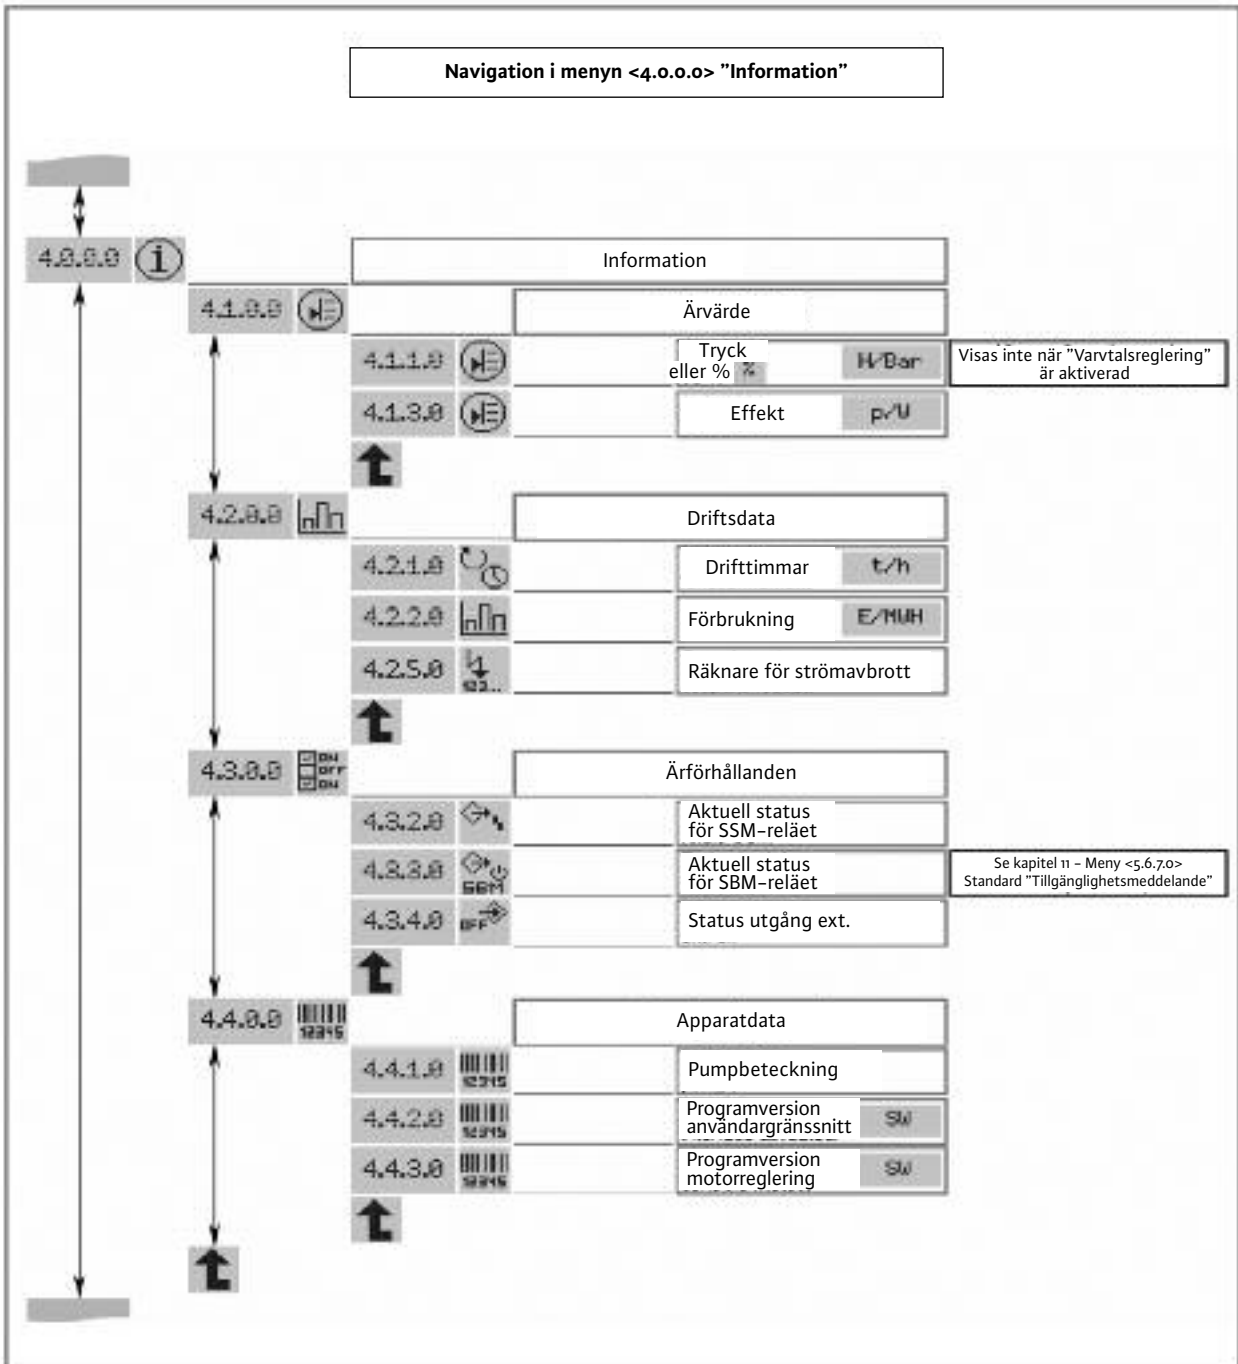 Navigation i menyn <4.0.0.0> ”Information”
4.0.0.0 i Information
4.1.0.0 Ärvärde
4.1.1.0 Tryck
eller % % H/Bar
Visas inte när ”Varvtalsreglering”
är aktiverad
4.1.3.0 Effekt P/W
4.2.0.0 Driftsdata
4.2.1.0 Drifttimmar t/h
4.2.2.0 Förbrukning E/MWH
4.2.5.0 123.. Räknare för strömavbrott
4.3.0.0 Ärförhållanden
ON
OFF
ON
4.3.2.0 Aktuell status
för SSM-reläet
4.3.3.0 SBM Aktuell status
för SBM-reläet
Se kapitel 11 – Meny <5.6.7.0>
Standard ”Tillgänglighetsmeddelande”
4.3.4.0 OFF Status utgång ext.
4.4.0.0 12345 Apparatdata
4.4.1.0 12345 Pumpbeteckning
4.4.2.0 12345 Programversion
användargränssnitt SW
4.4.3.0 12345 Programversion
motorreglering SW